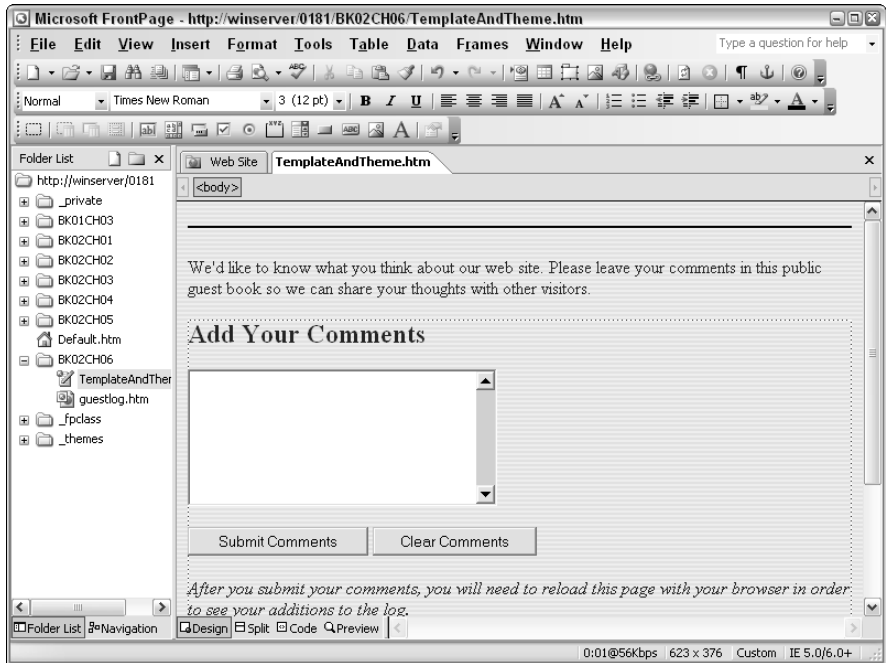 Microsoft FrontPage - http://winserver/0181/BK02CH06/TemplateAndTheme.htm
File Edit View Insert Format Tools Table Data Frames Window Help Type a question for help
Normal Times New Roman 3 (12 pt) B I U A A ab A
abl XYZ ABC A
Folder List Web Site TemplateAndTheme.htm
http://winserver/0181 <body>
_private
BK01CH03
BK02CH01
BK02CH02
BK02CH03
BK02CH04
BK02CH05
Default.htm
BK02CH06
TemplateAndTher
guestlog.htm
_fpclass
_themes
We'd like to know what you think about our web site. Please leave your comments in this public
guest book so we can share your thoughts with other visitors.
Add Your Comments
Submit Comments Clear Comments
After you submit your comments, you will need to reload this page with your browser in order
to see your additions to the log.
Folder List Navigation Design Split Code Preview
0:01@56Kbps 623 x 376 Custom IE 5.0/6.0+